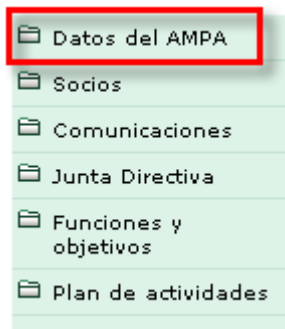 Datos del AMPA
Socios
Comunicaciones
Junta Directiva
Funciones y
objetivos
Plan de actividades